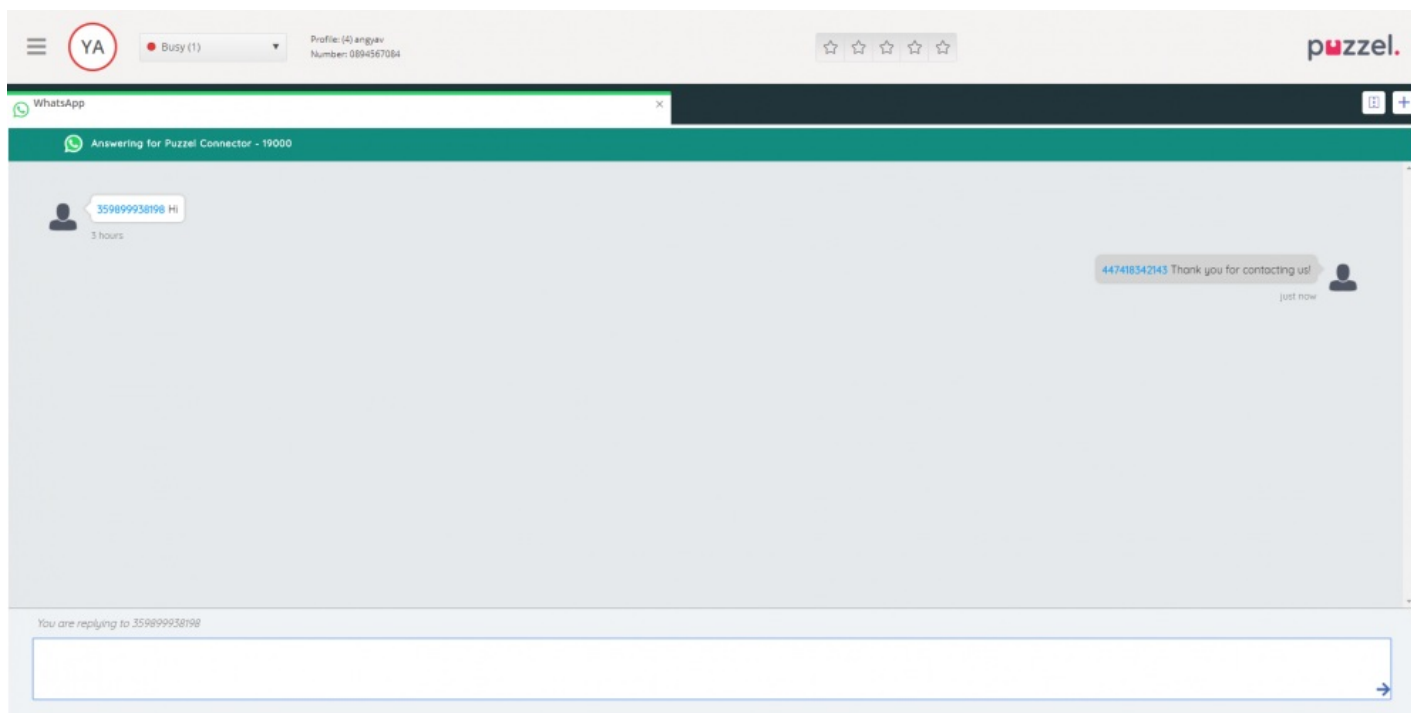 YA
Busy (1)
Profile: (4) angyav
Number: 0894567084
puzzel.
WhatsApp
Answering for Puzzel Connector - 19000
359899938198 Hi
3 hours
447418342143 Thank you for contacting us!
just now
You are replying to 359899938198